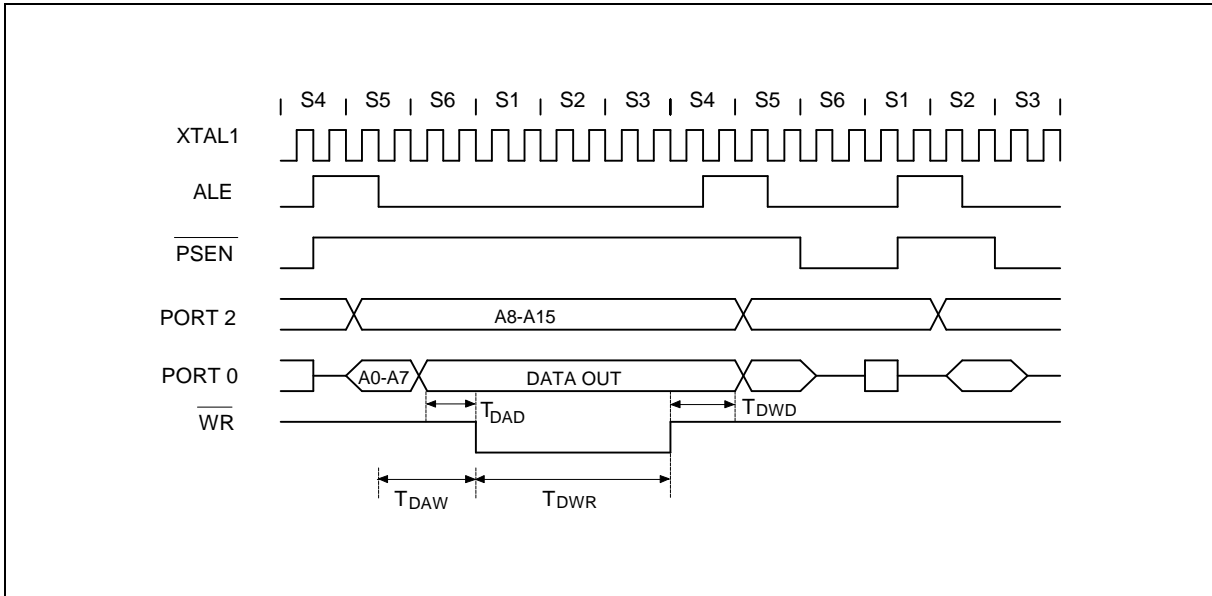 S4 S5 S6 S1 S2 S3 S4 S5 S6 S1 S2 S3
XTAL1
ALE
PSEN
PORT 2 A8-A15
PORT 0 A0-A7 DATA OUT
TDAD TDWD
WR
TDAW TDWR